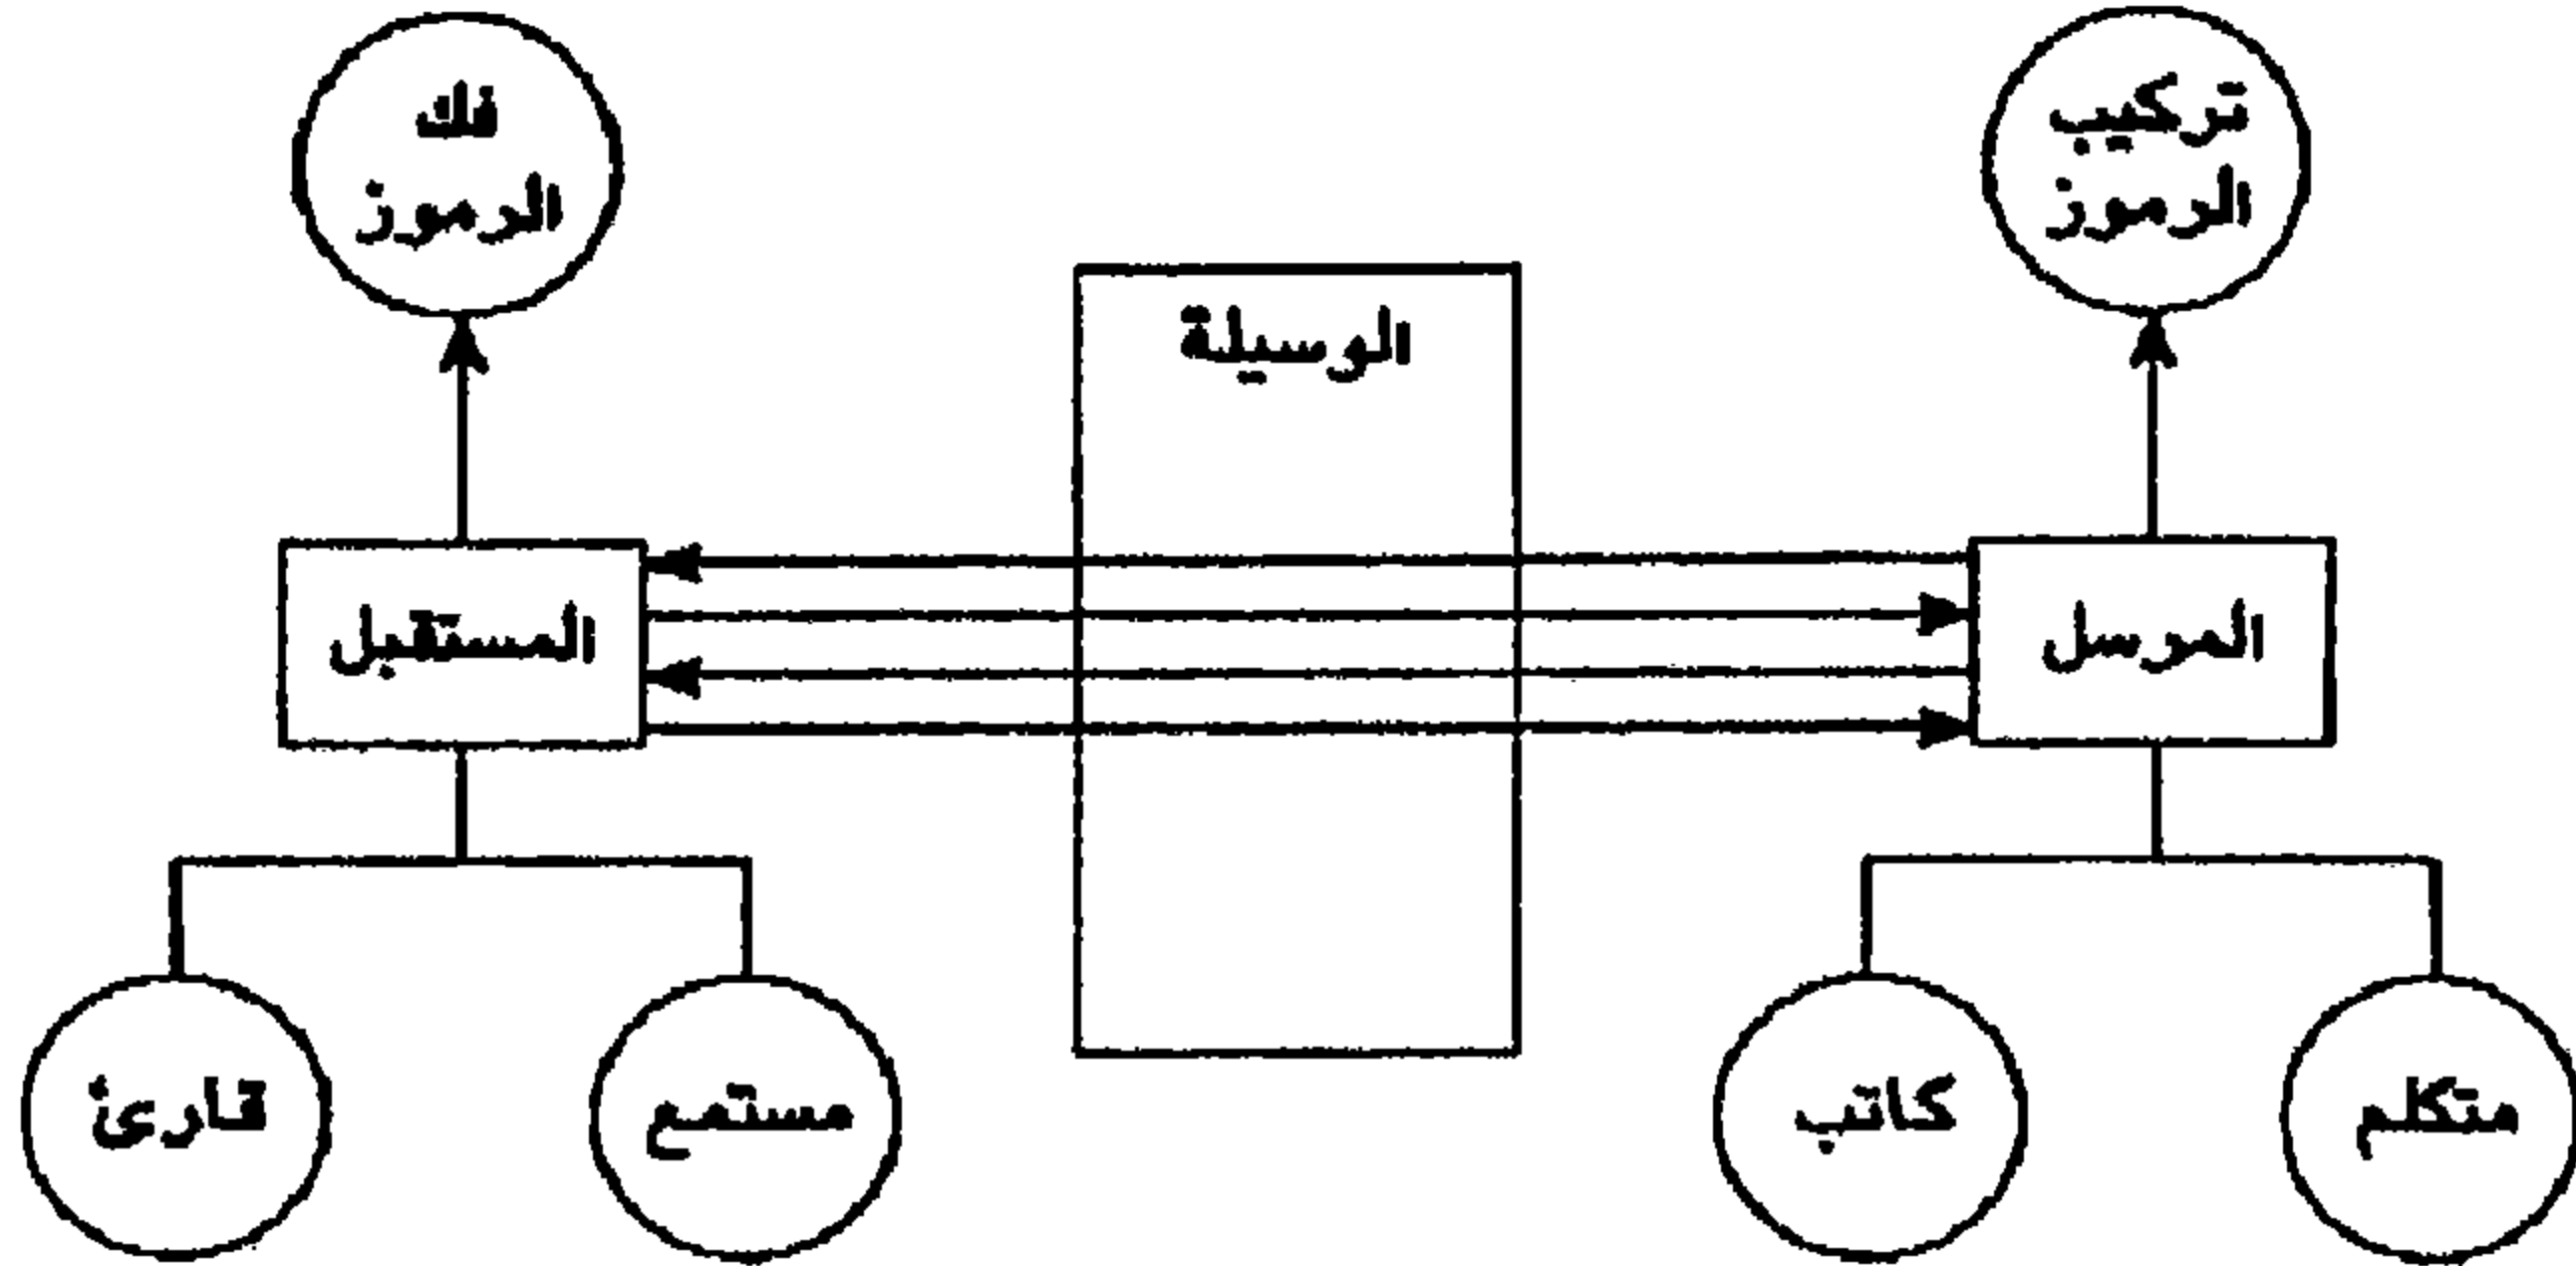 تركيب
الرموز
فك
الرموز
الوسيلة
المرسل
المستقبل
متكلم
كاتب
مستمع
قارئ